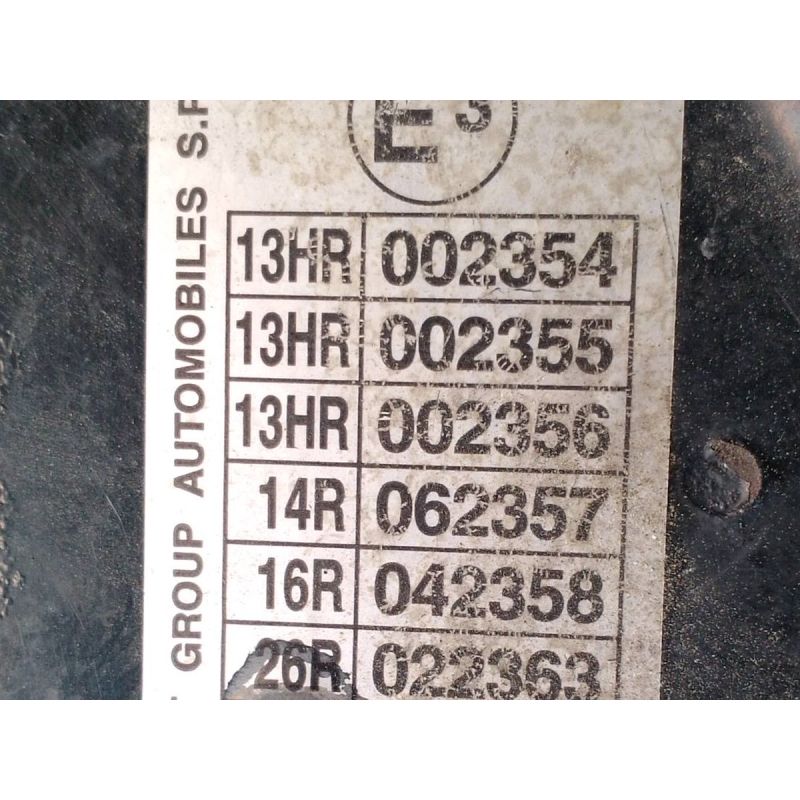 GROUP AUTOMOBILES
E3
13HR 002354
13HR 002355
13HR 002356
14R 062357
16R 042358
26R 022363